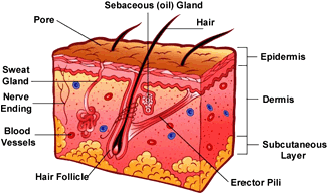 Sebaceous (oil) Gland
Pore
Hair
Epidermis
Sweat
Gland
Dermis
Nerve
Ending
Blood
Vessels
Subcutaneous
Layer
Hair Follicle
Erector Pili